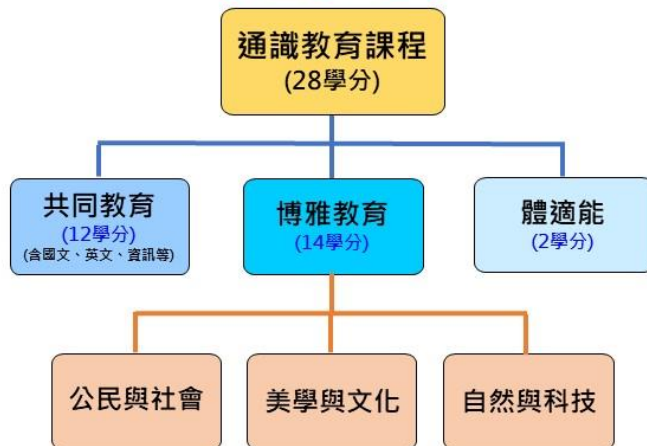 通識教育課程
(28學分)
共同教育
(12學分)
(含國文、英文、資訊等)
博雅教育
(14學分)
體適能
(2學分)
公民與社會
美學與文化
自然與科技